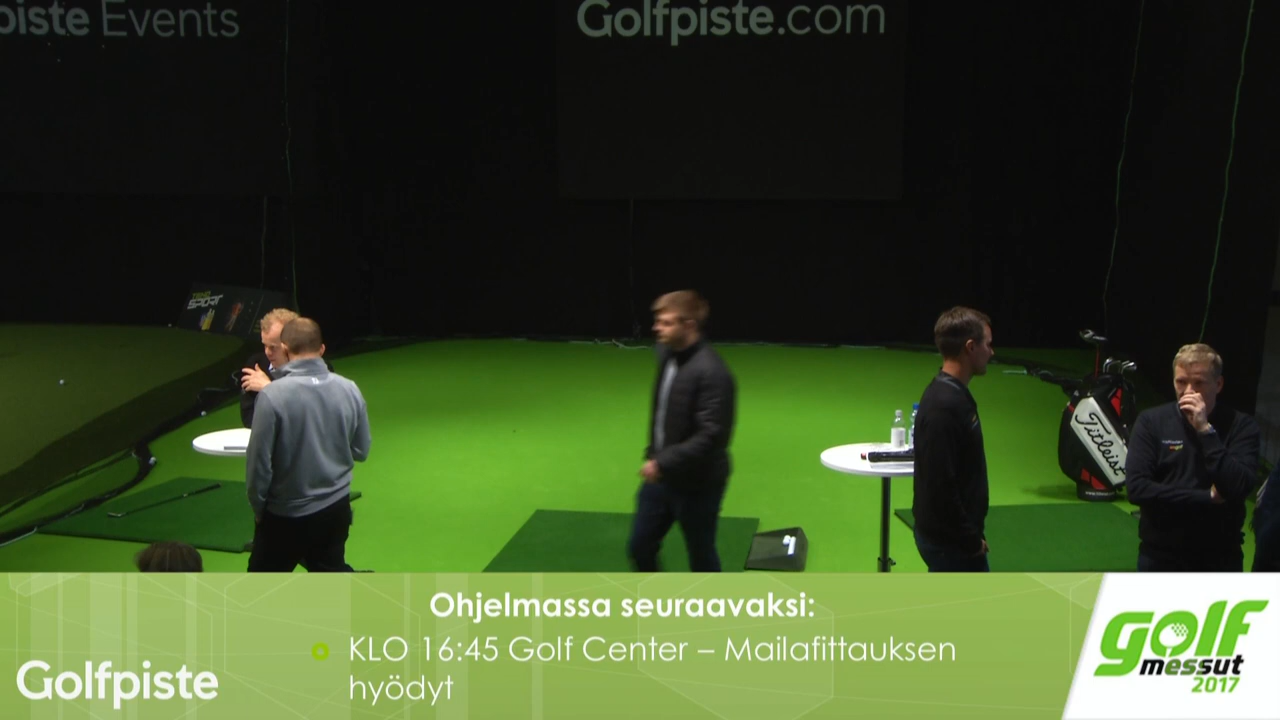 piste Events
Golfpiste.com
SPORT
Titleist
Ohjelmassa seuraavaksi:
KLO 16:45 Golf Center – Mailafittauksen
hyödyt
Golfpiste
golf
messut
2017